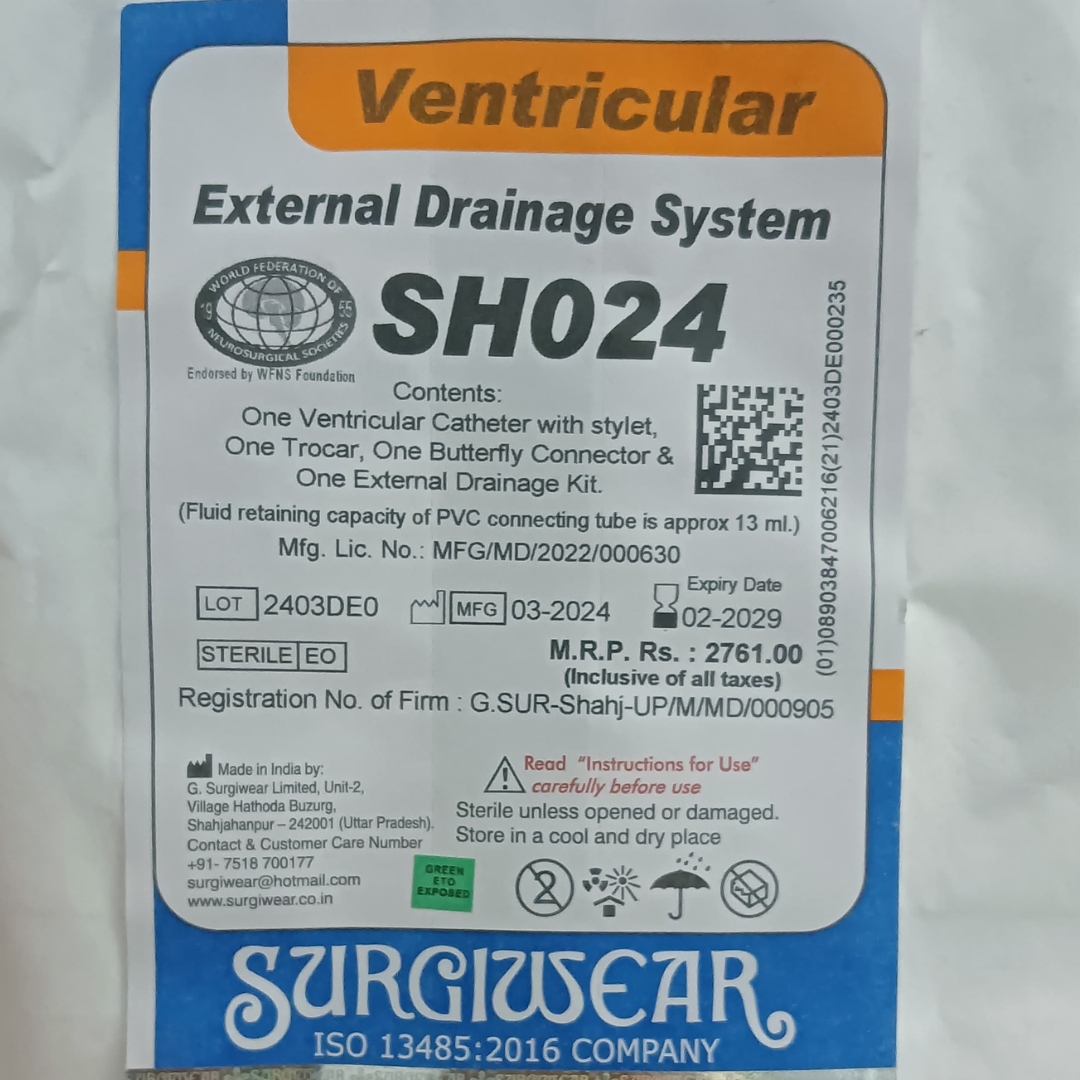 Ventricular
External Drainage System
WORLD FEDERATION OF
19 55
NEUROSURGICAL SOCIETIES
Endorsed by WFNS Foundation
SH024
Contents:
One Ventricular Catheter with stylet,
One Trocar, One Butterfly Connector &
One External Drainage Kit.
(Fluid retaining capacity of PVC connecting tube is approx 13 ml.)
Mfg. Lic. No.: MFG/MD/2022/000630
(01)08903847006216(21)2403DE000235
LOT 2403DE0 MFG 03-2024
Expiry Date
02-2029
STERILE EO
M.R.P. Rs. : 2761.00
(Inclusive of all taxes)
Registration No. of Firm : G.SUR-Shahj-UP/M/MD/000905
Made in India by:
G. Surgiwear Limited, Unit-2,
Village Hathoda Buzurg,
Shahjahanpur – 242001 (Uttar Pradesh).
Contact & Customer Care Number
+91- 7518 700177
surgiwear@hotmail.com
www.surgiwear.co.in
Read "Instructions for Use"
carefully before use
Sterile unless opened or damaged.
Store in a cool and dry place
GREEN
ETO
EXPOSED
2
SURGIWEAR
ISO 13485:2016 COMPANY